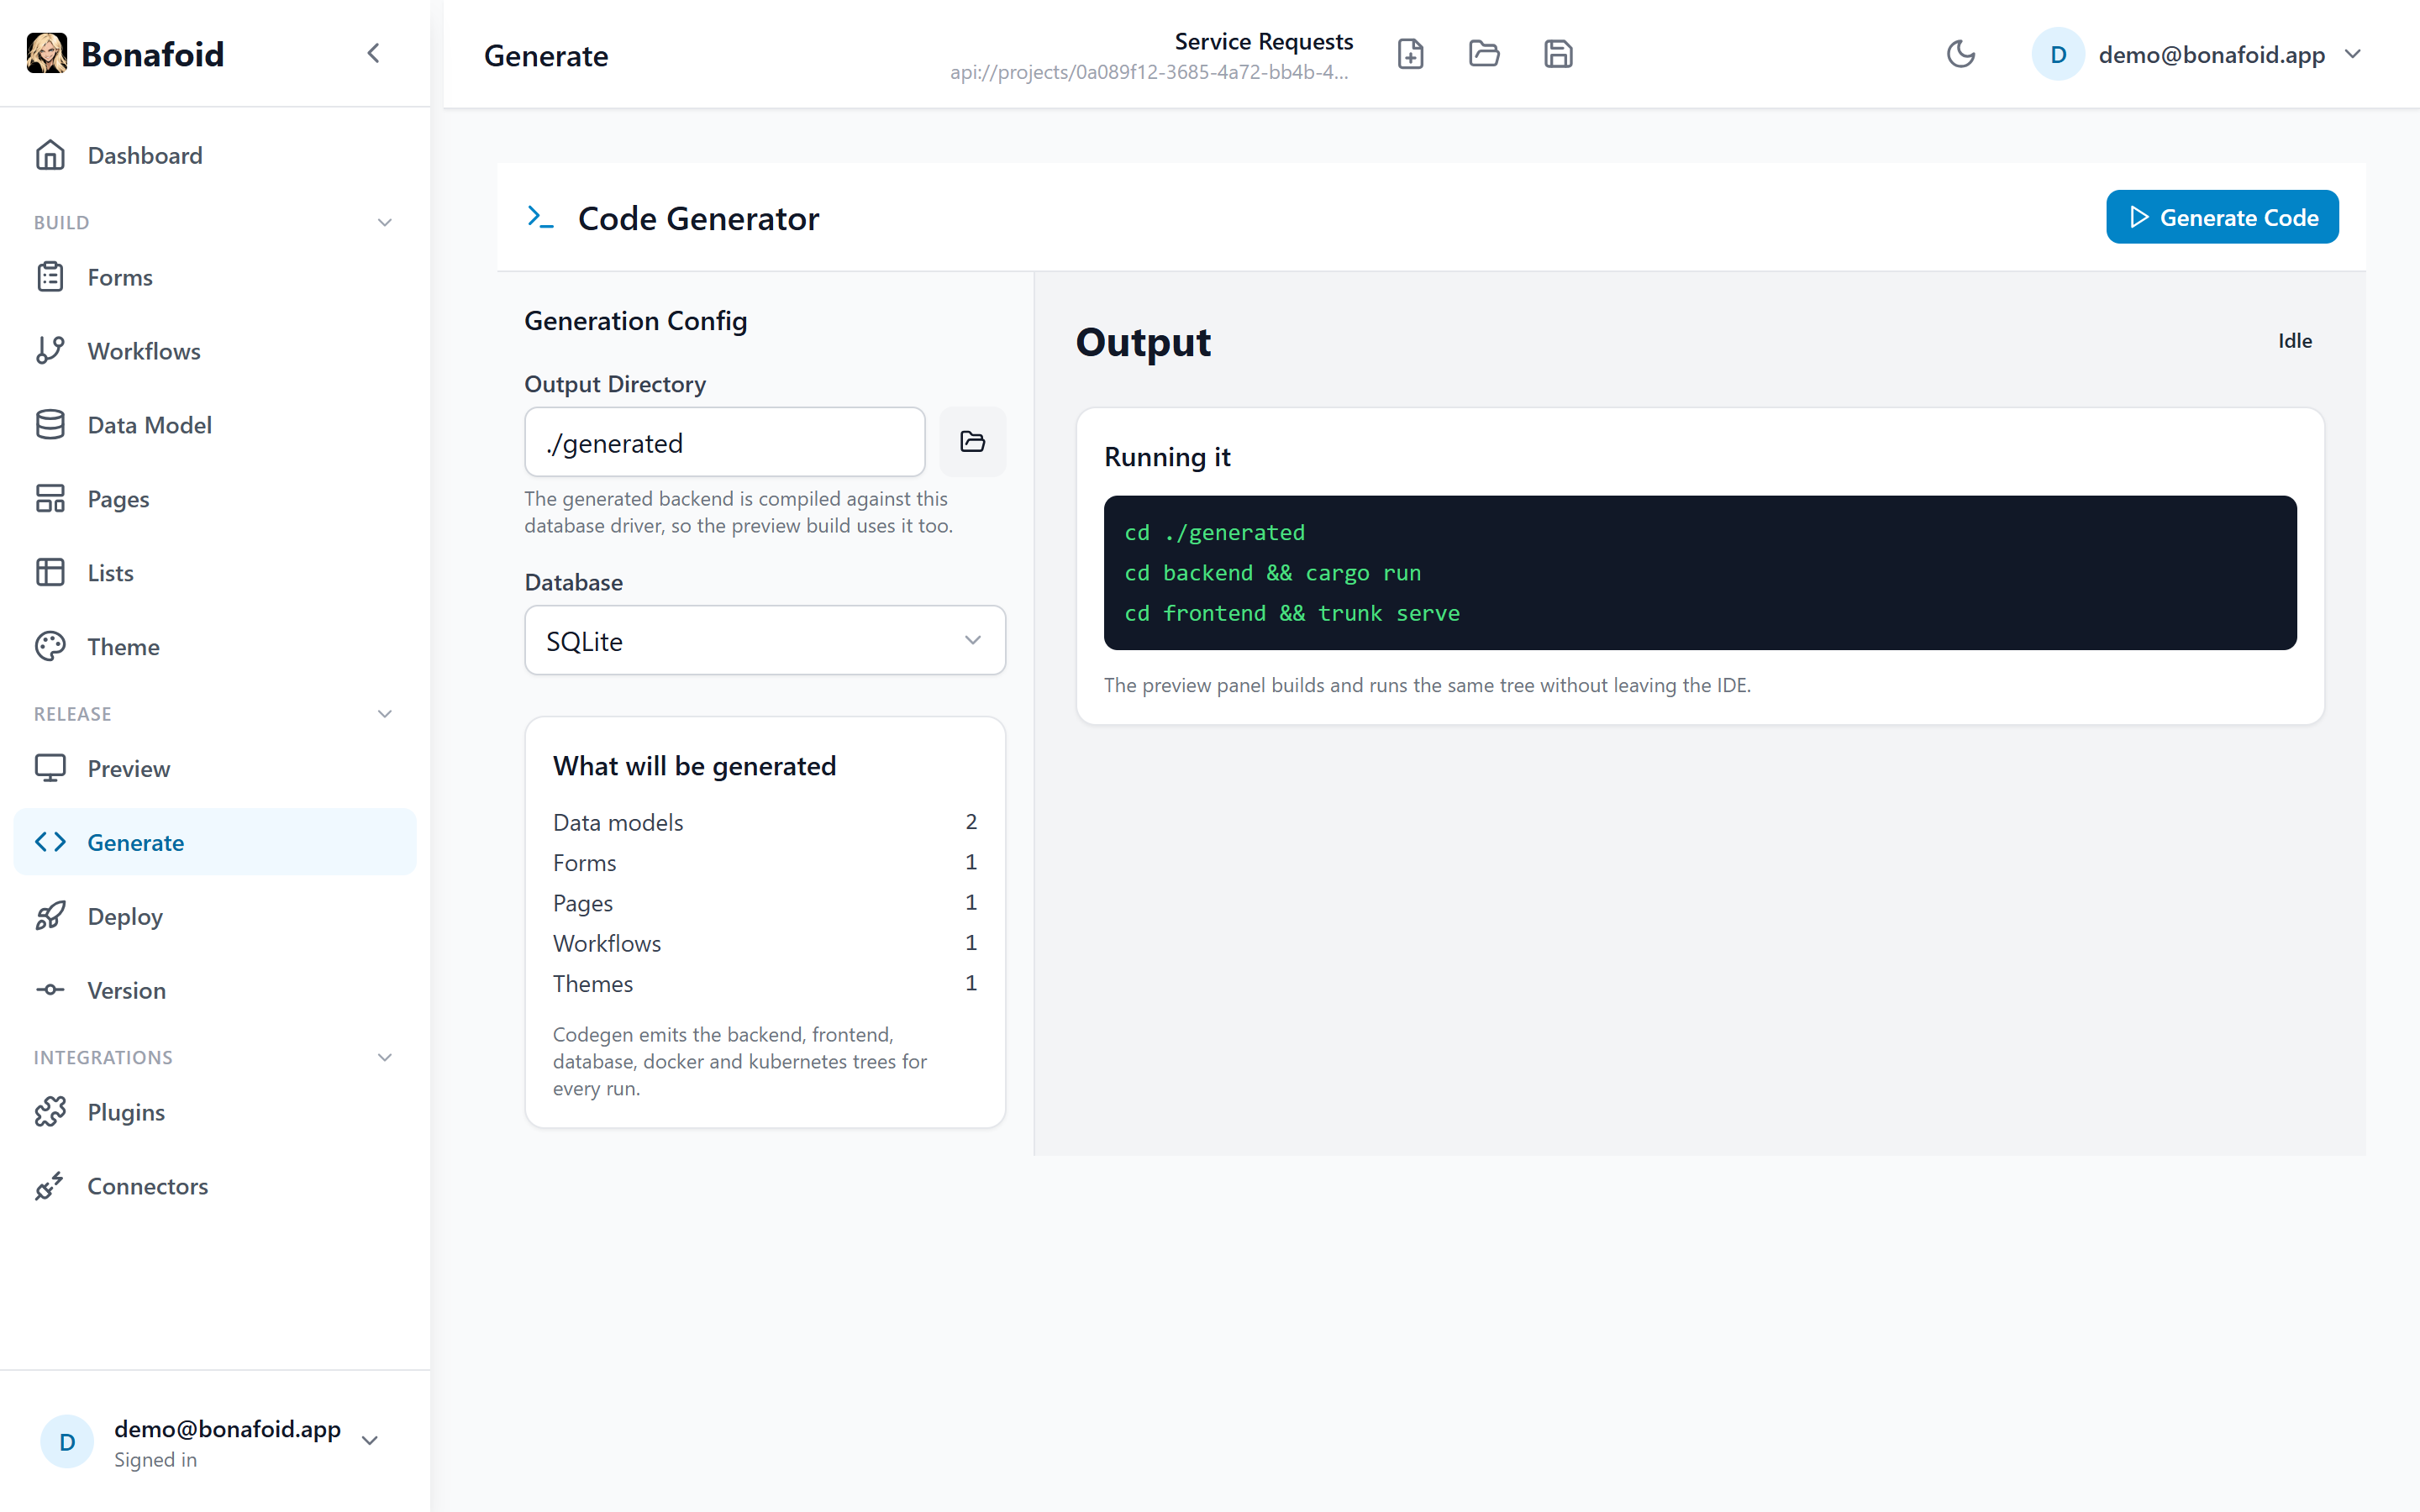 Bonafoid
Dashboard
BUILD
Forms
Workflows
Data Model
Pages
Lists
Theme
RELEASE
Preview
Generate
Deploy
Version
INTEGRATIONS
Plugins
Connectors
D
demo@bonafoid.app
Signed in
Generate
Service Requests
api://projects/0a089f12-3685-4a72-bb4b-4...
D
demo@bonafoid.app
Code Generator
Generate Code
Generation Config
Output Directory
./generated
The generated backend is compiled against this
database driver, so the preview build uses it too.
Database
SQLite
What will be generated
Data models 2
Forms 1
Pages 1
Workflows 1
Themes 1
Codegen emits the backend, frontend,
database, docker and kubernetes trees for
every run.
Output
Idle
Running it
cd ./generated
cd backend && cargo run
cd frontend && trunk serve
The preview panel builds and runs the same tree without leaving the IDE.